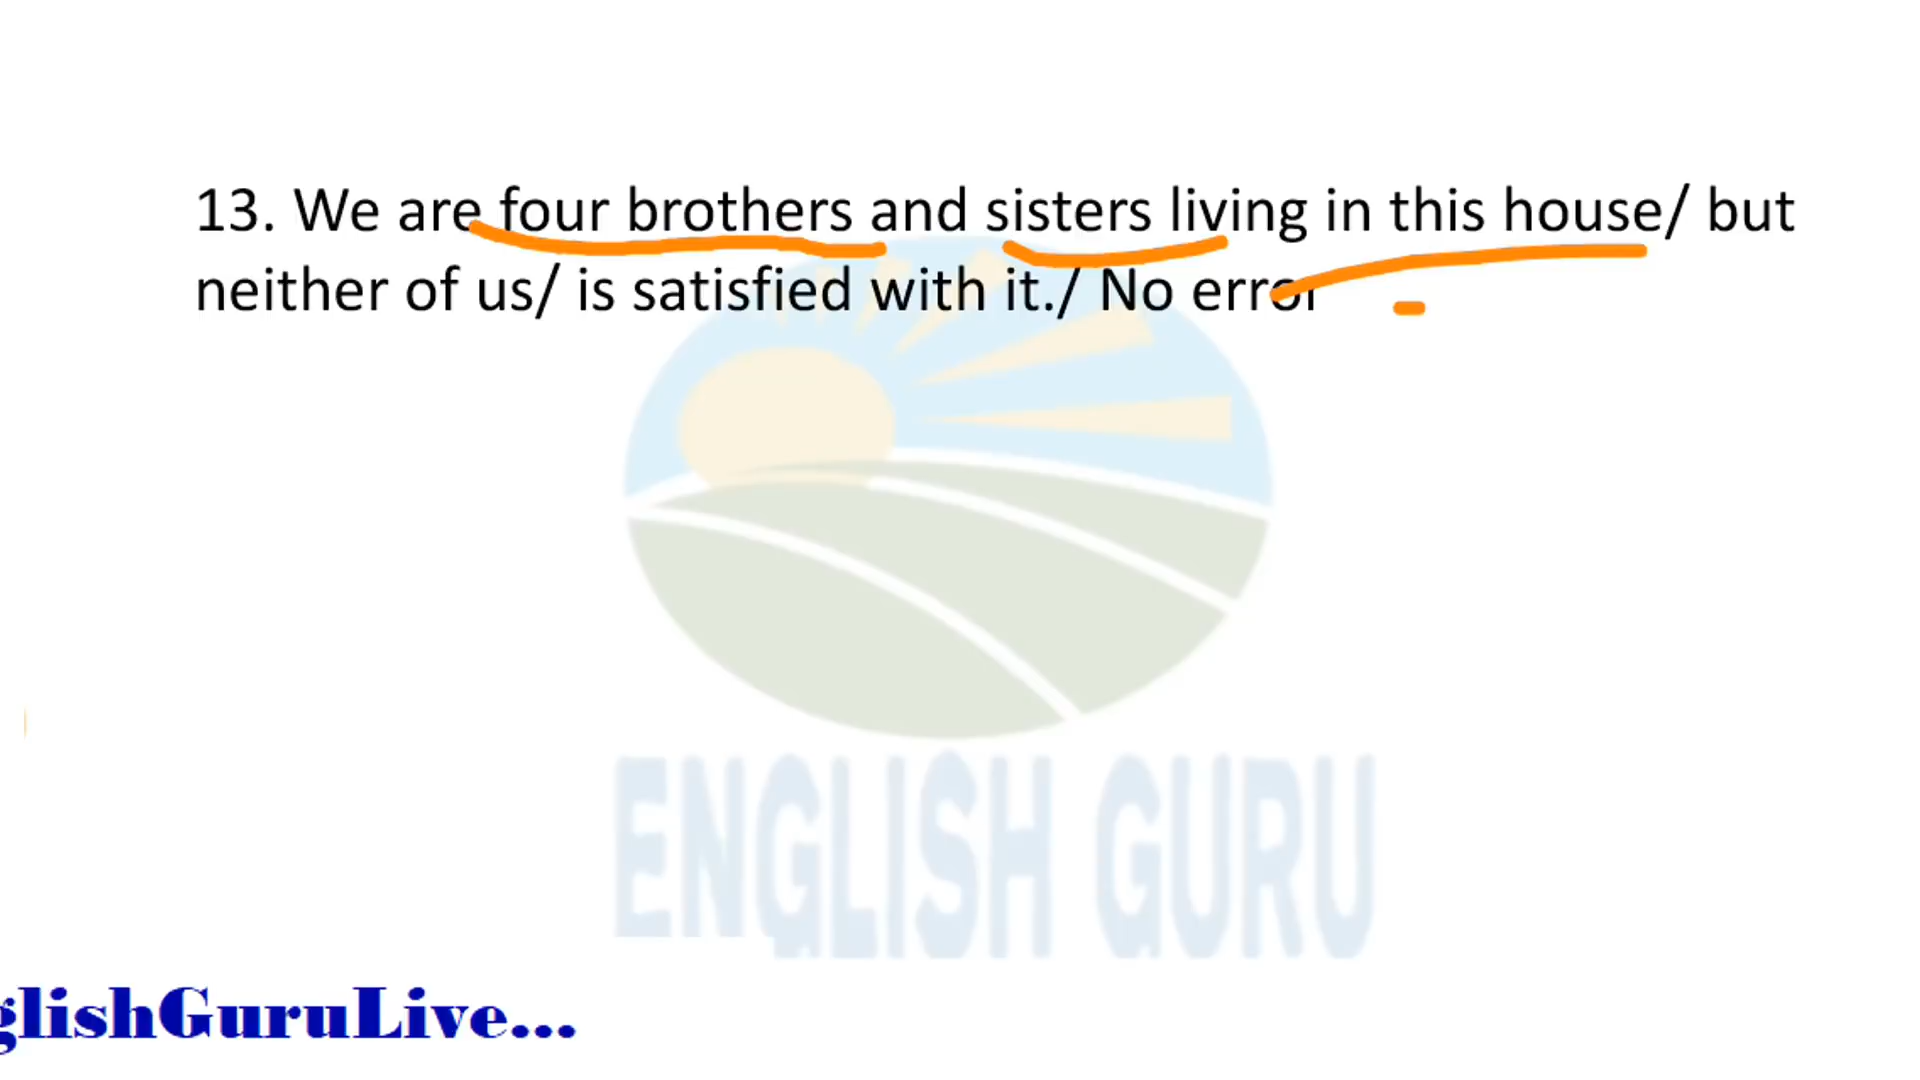 13. We are four brothers and sisters living in this house/ but
neither of us/ is satisfied with it./ No error
ENGLISH GURU
glishGuruLive...